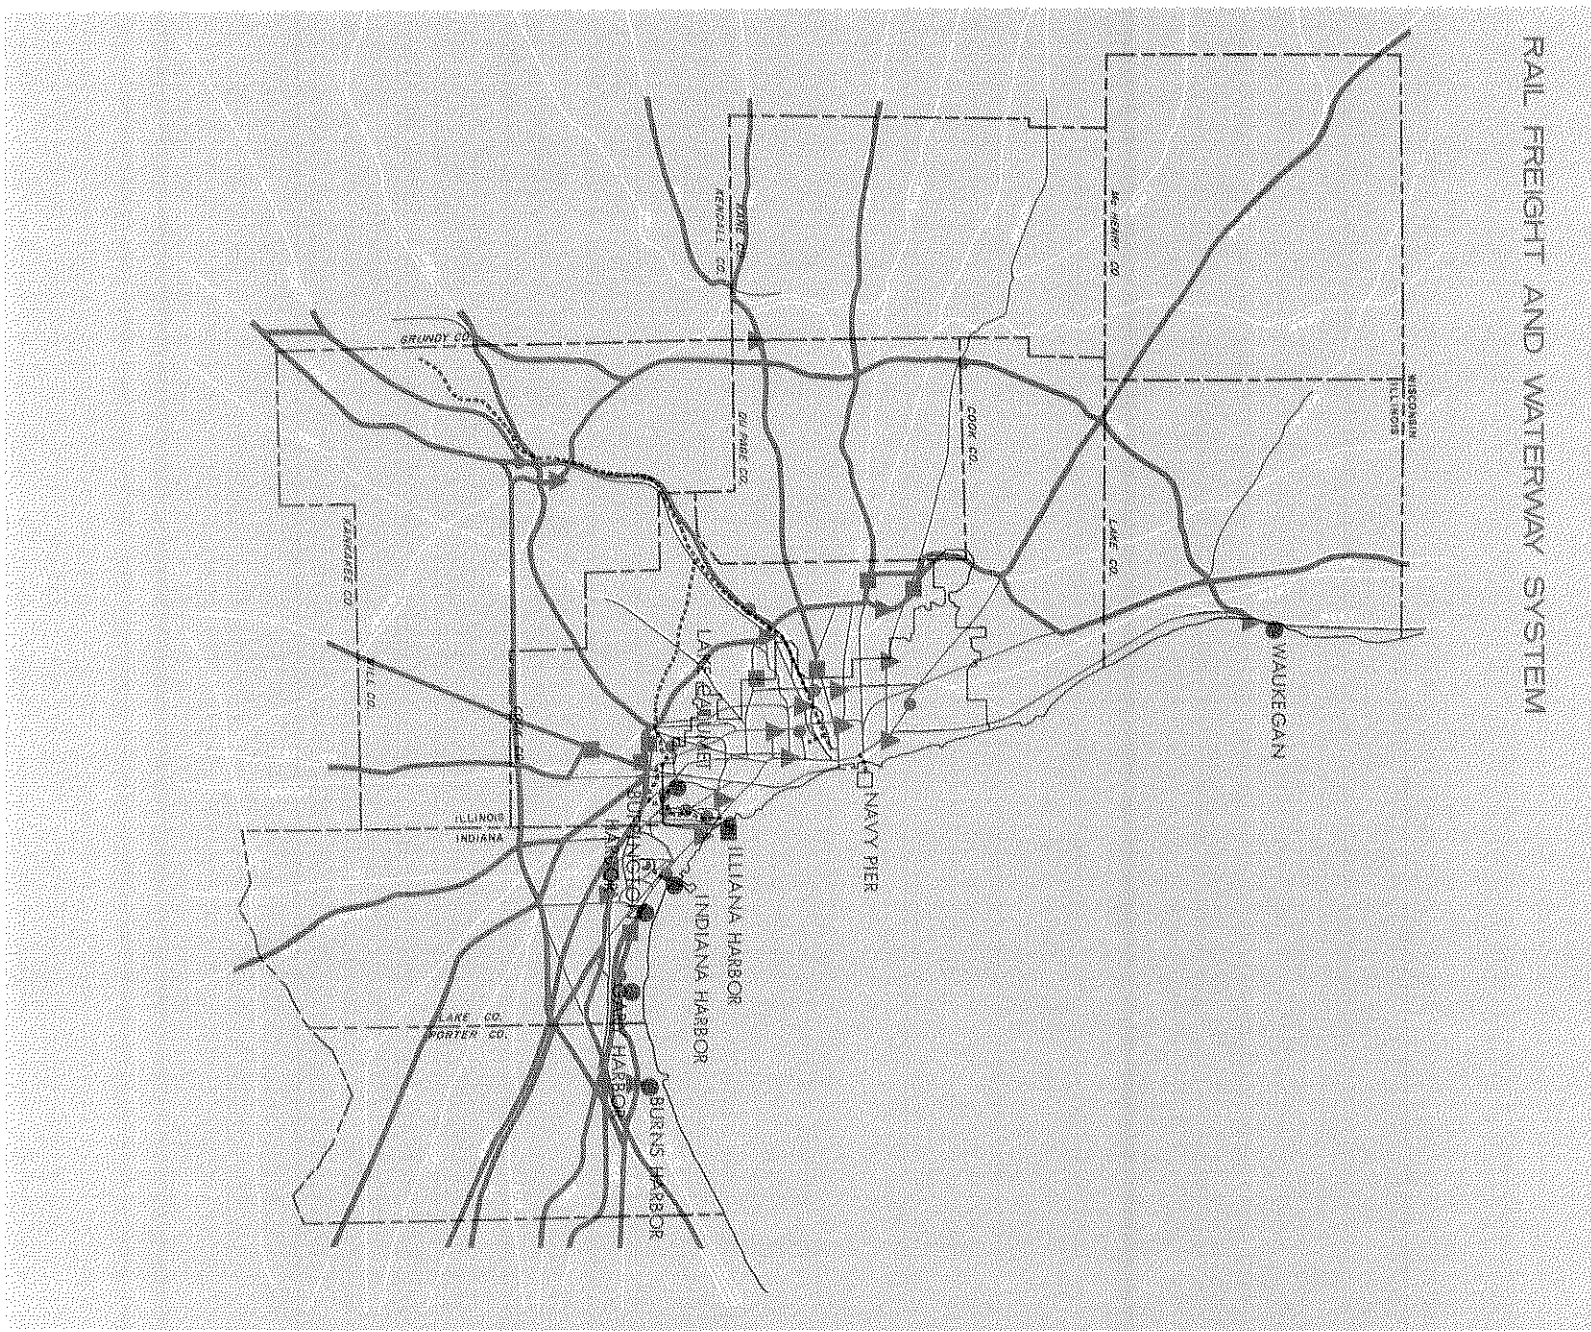 RAIL FREIGHT AND WATERWAY SYSTEM
WISCONSIN
ILLINOIS
Mc HENRY CO.
LAKE CO.
WAUKEGAN
COOK CO.
KANE CO.
KENDALL CO.
DU PAGE CO.
NAVY PIER
GRUNDY CO.
LAKE CALUMET
ILLIANA HARBOR
INDIANA HARBOR
BUFFINGTON
HARBOR
GARY HARBOR
BURNS HARBOR
COOK CO.
WILL CO.
KANKAKEE CO.
ILLINOIS
INDIANA
LAKE CO.
PORTER CO.